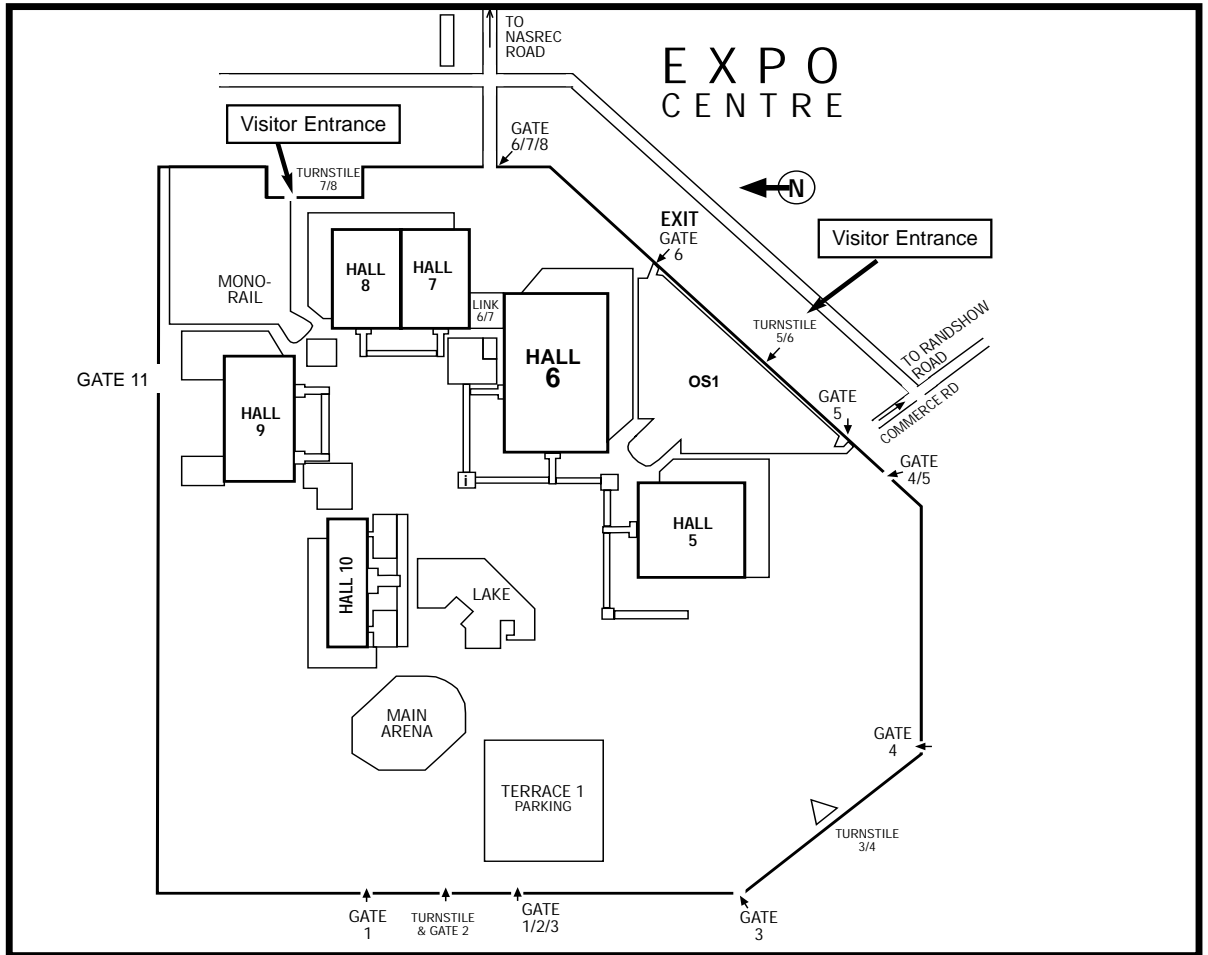 TO
NASREC
ROAD
EXPO
CENTRE
Visitor Entrance
GATE
6/7/8
TURNSTILE
7/8
N
EXIT
GATE
6
Visitor Entrance
HALL
8
HALL
7
MONO-
RAIL
LINK
6/7
TURNSTILE
5/6
TO RANDSHOW
ROAD
HALL
6
GATE 11
OS1
GATE
5
COMMERCE RD
HALL
9
GATE
4/5
i
HALL
5
HALL 10
LAKE
MAIN
ARENA
GATE
4
TERRACE 1
PARKING
TURNSTILE
3/4
GATE
1
TURNSTILE
& GATE 2
GATE
1/2/3
GATE
3